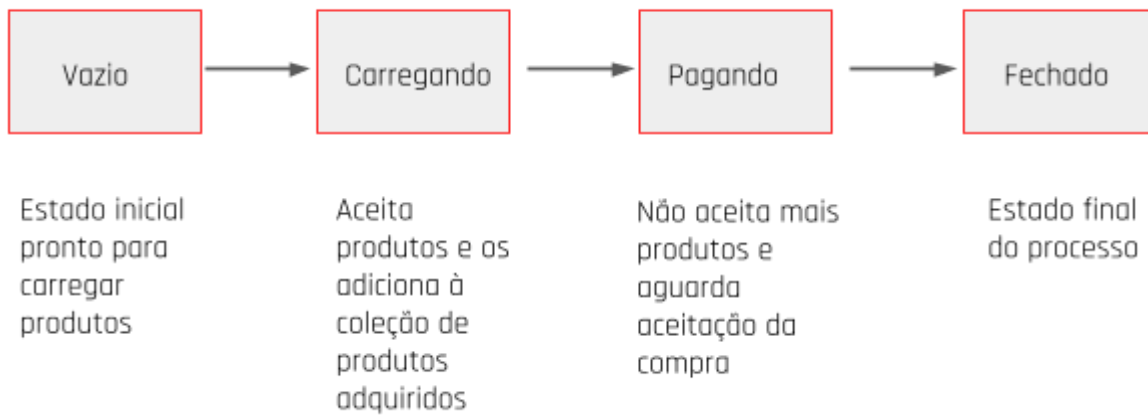 Vazio
Carregando
Pagando
Fechado
Estado inicial
pronto para
carregar
produtos
Aceita
produtos e os
adiciona à
coleção de
produtos
adquiridos
Não aceita mais
produtos e
aguarda
aceitação da
compra
Estado final
do processo